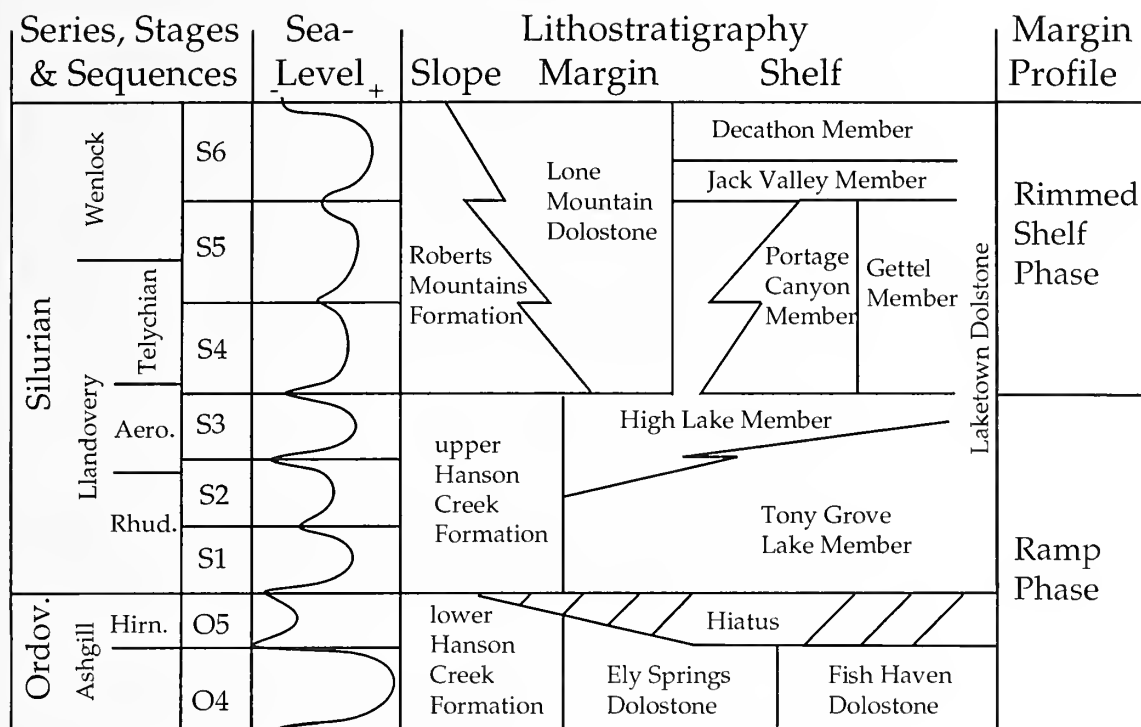 Series, Stages
& Sequences
Sea-
Level
- +
Lithostratigraphy
Slope
Margin
Shelf
Margin
Profile
Silurian
Ordov.
Wenlock
Llandovery
Ashgill
Telychian
Aero.
Rhud.
Hirn.
S6
S5
S4
S3
S2
S1
O5
O4
Roberts
Mountains
Formation
Lone
Mountain
Dolostone
Decathon Member
Jack Valley Member
Portage
Canyon
Member
Gettel
Member
Laketown Dolstone
upper
Hanson
Creek
Formation
High Lake Member
Tony Grove
Lake Member
lower
Hanson
Creek
Formation
Hiatus
Ely Springs
Dolostone
Fish Haven
Dolostone
Rimmed
Shelf
Phase
Ramp
Phase